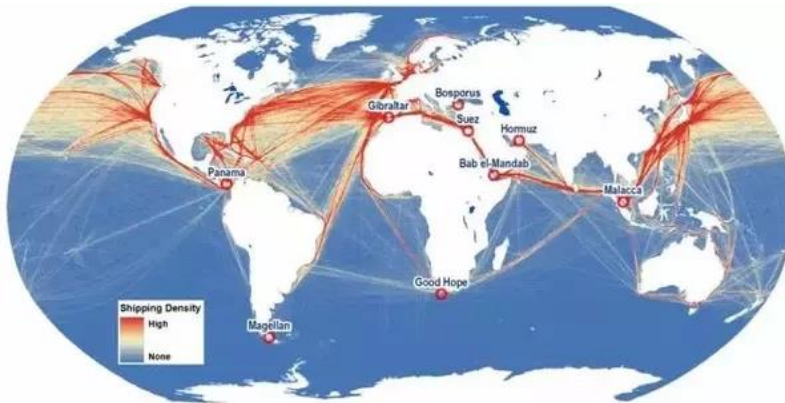 Bosporus
Gibraltar
Suez
Hormuz
Panama
Bab el-Mandab
Malacca
Good Hope
Shipping Density
High
None
Magellan